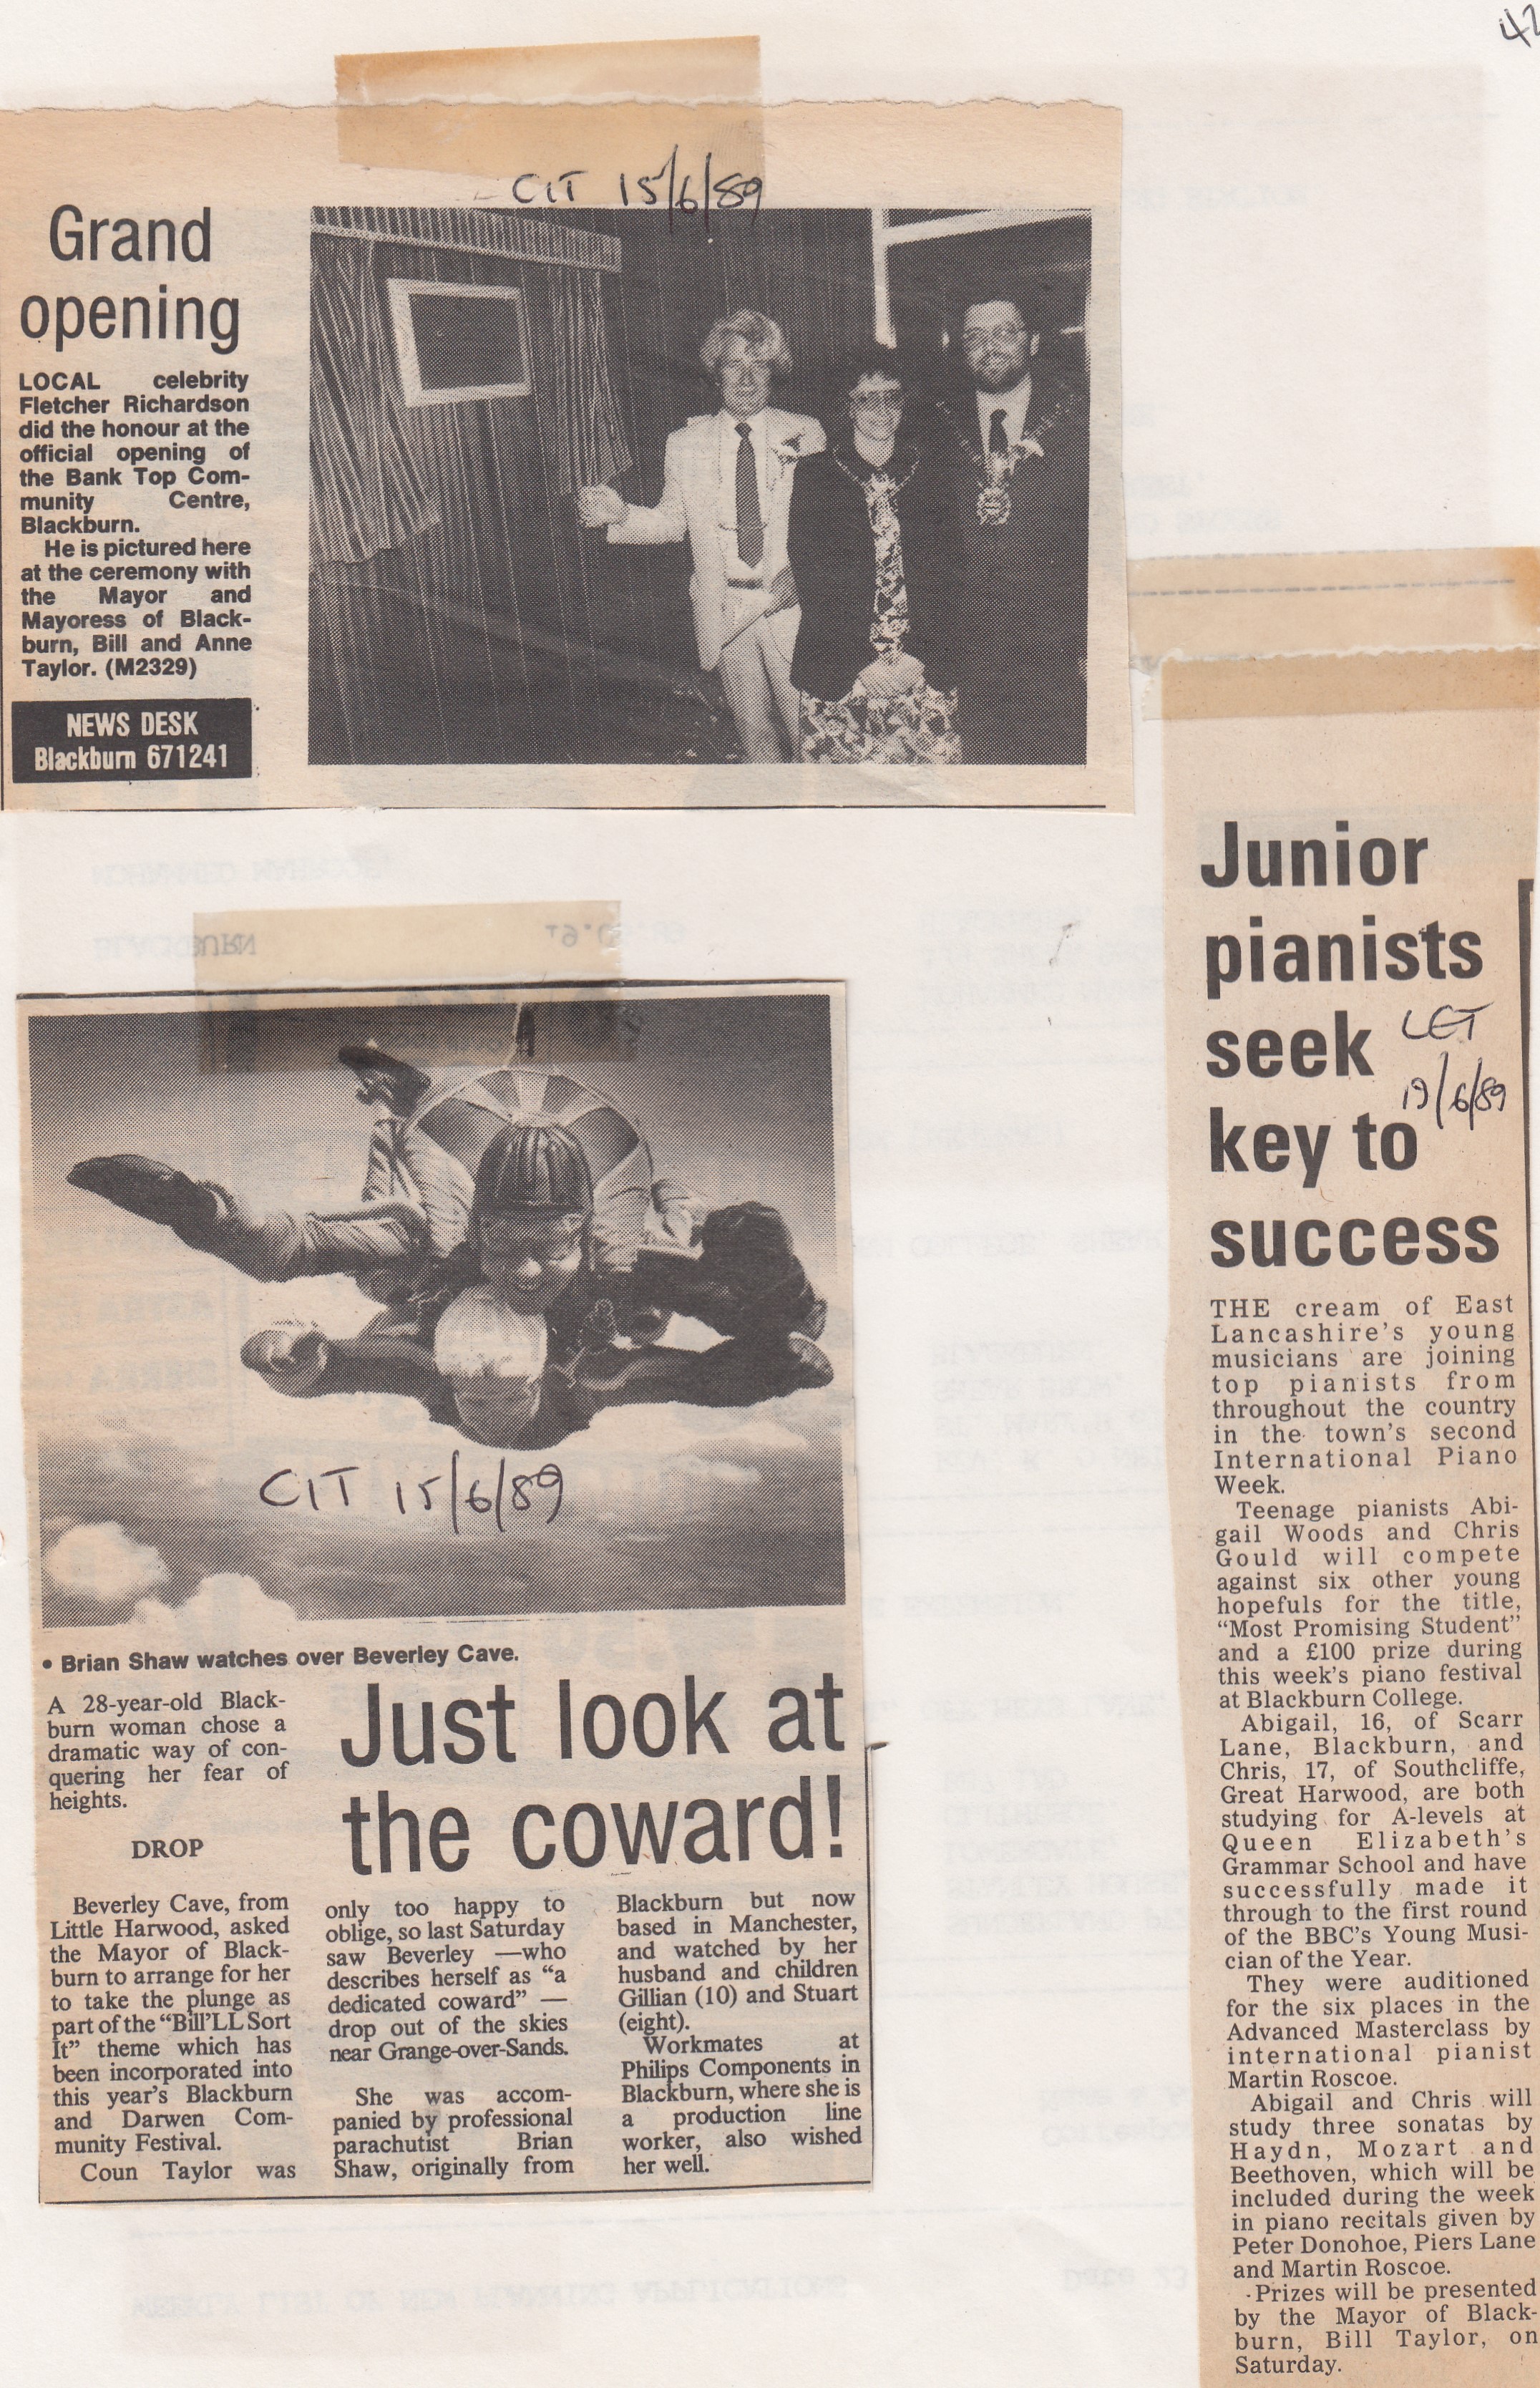 42
CIT 15/6/89
Grand
opening
LOCAL celebrity
Fletcher Richardson
did the honour at the
official opening of
the Bank Top Com-
munity Centre,
Blackburn.
He is pictured here
at the ceremony with
the Mayor and
Mayoress of Black-
burn, Bill and Anne
Taylor. (M2329)
NEWS DESK
Blackburn 671241
CIT 15/6/89
• Brian Shaw watches over Beverley Cave.
Just look at
the coward!
A 28-year-old Black-
burn woman chose a
dramatic way of con-
quering her fear of
heights.
DROP
Beverley Cave, from
Little Harwood, asked
the Mayor of Black-
burn to arrange for her
to take the plunge as
part of the “Bill’LL Sort
It” theme which has
been incorporated into
this year’s Blackburn
and Darwen Com-
munity Festival.
Coun Taylor was
only too happy to
oblige, so last Saturday
saw Beverley —who
describes herself as “a
dedicated coward” —
drop out of the skies
near Grange-over-Sands.
She was accom-
panied by professional
parachutist Brian
Shaw, originally from
Blackburn but now
based in Manchester,
and watched by her
husband and children
Gillian (10) and Stuart
(eight).
Workmates at
Philips Components in
Blackburn, where she is
a production line
worker, also wished
her well.
Junior
pianists
seek
key to
success
LET
19/6/89
THE cream of East
Lancashire’s young
musicians are joining
top pianists from
throughout the country
in the town’s second
International Piano
Week.
Teenage pianists Abi-
gail Woods and Chris
Gould will compete
against six other young
hopefuls for the title,
“Most Promising Student”
and a £100 prize during
this week’s piano festival
at Blackburn College.
Abigail, 16, of Scarr
Lane, Blackburn, and
Chris, 17, of Southcliffe,
Great Harwood, are both
studying for A-levels at
Queen Elizabeth’s
Grammar School and have
successfully made it
through to the first round
of the BBC’s Young Musi-
cian of the Year.
They were auditioned
for the six places in the
Advanced Masterclass by
international pianist
Martin Roscoe.
Abigail and Chris will
study three sonatas by
Haydn, Mozart and
Beethoven, which will be
included during the week
in piano recitals given by
Peter Donohoe, Piers Lane
and Martin Roscoe.
Prizes will be presented
by the Mayor of Black-
burn, Bill Taylor, on
Saturday.